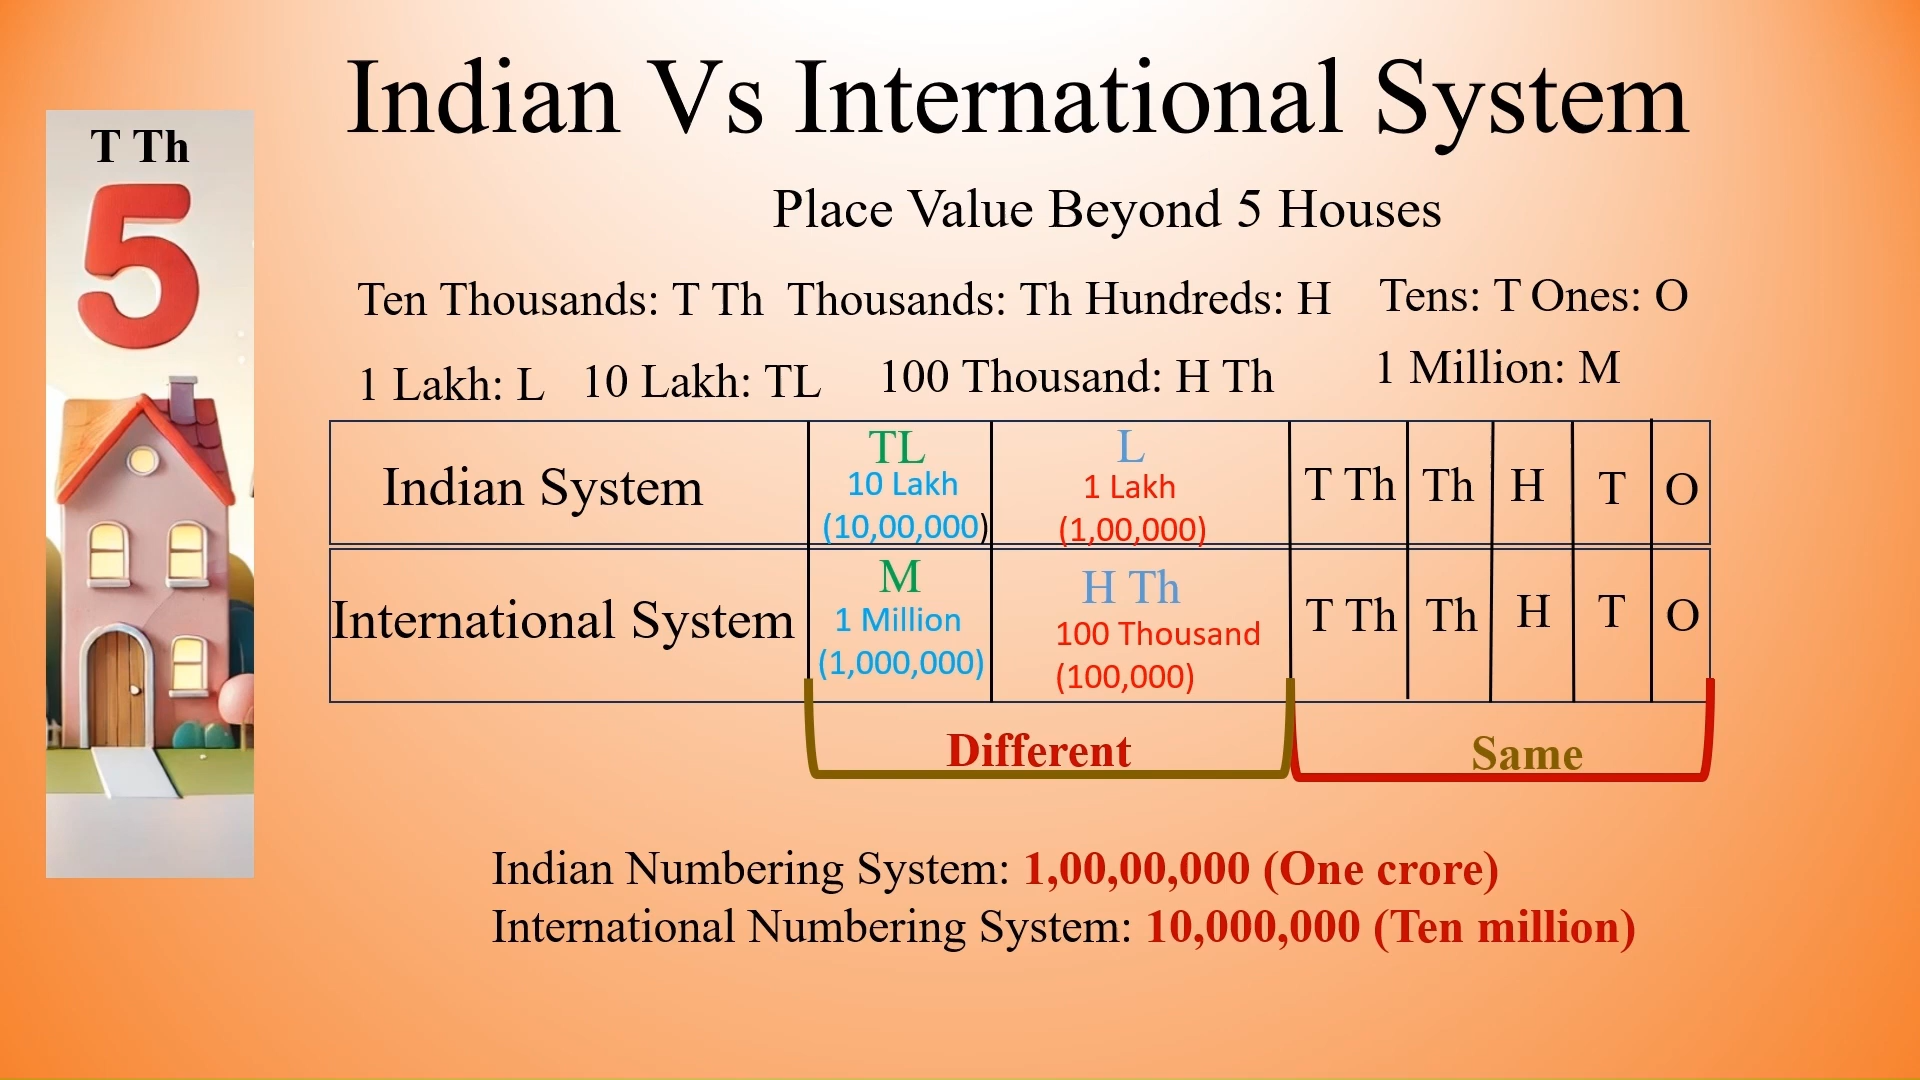 Indian Vs International System
T Th
5
Place Value Beyond 5 Houses
Ten Thousands: T Th Thousands: Th Hundreds: H Tens: T Ones: O
1 Lakh: L 10 Lakh: TL 100 Thousand: H Th 1 Million: M
Indian System
TL
10 Lakh
(10,00,000)
L
1 Lakh
(1,00,000)
T Th Th H T O
International System
M
1 Million
(1,000,000)
H Th
100 Thousand
(100,000)
T Th Th H T O
Different
Same
Indian Numbering System: 1,00,00,000 (One crore)
International Numbering System: 10,000,000 (Ten million)